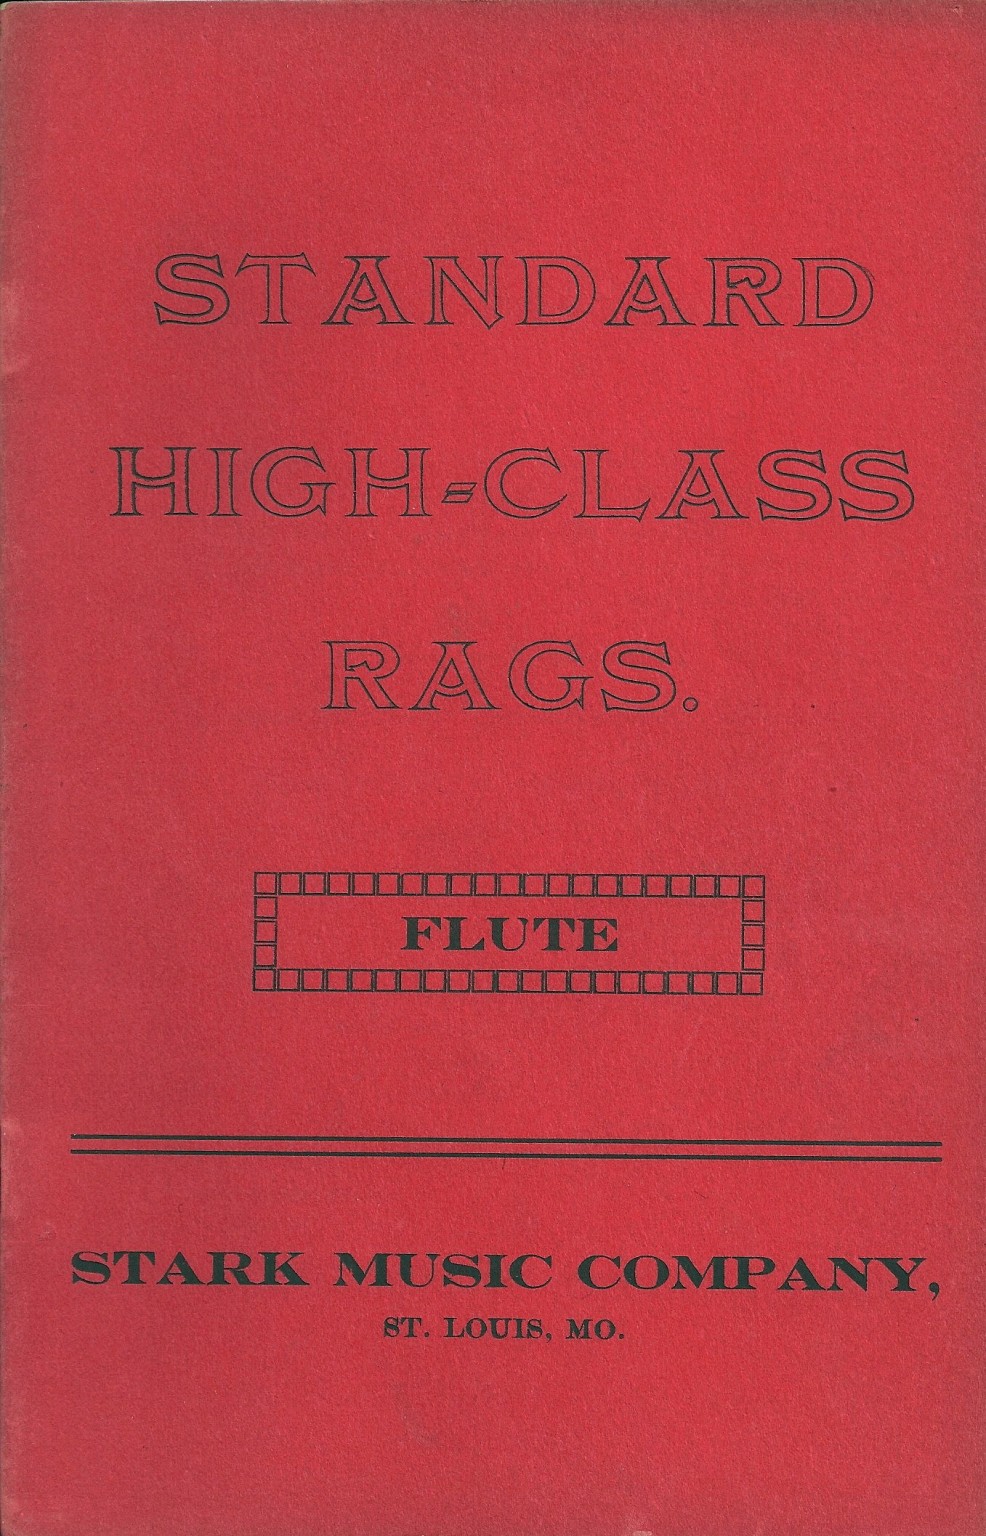 STANDARD
HIGH=CLASS
RAGS.
FLUTE
STARK MUSIC COMPANY,
ST. LOUIS, MO.